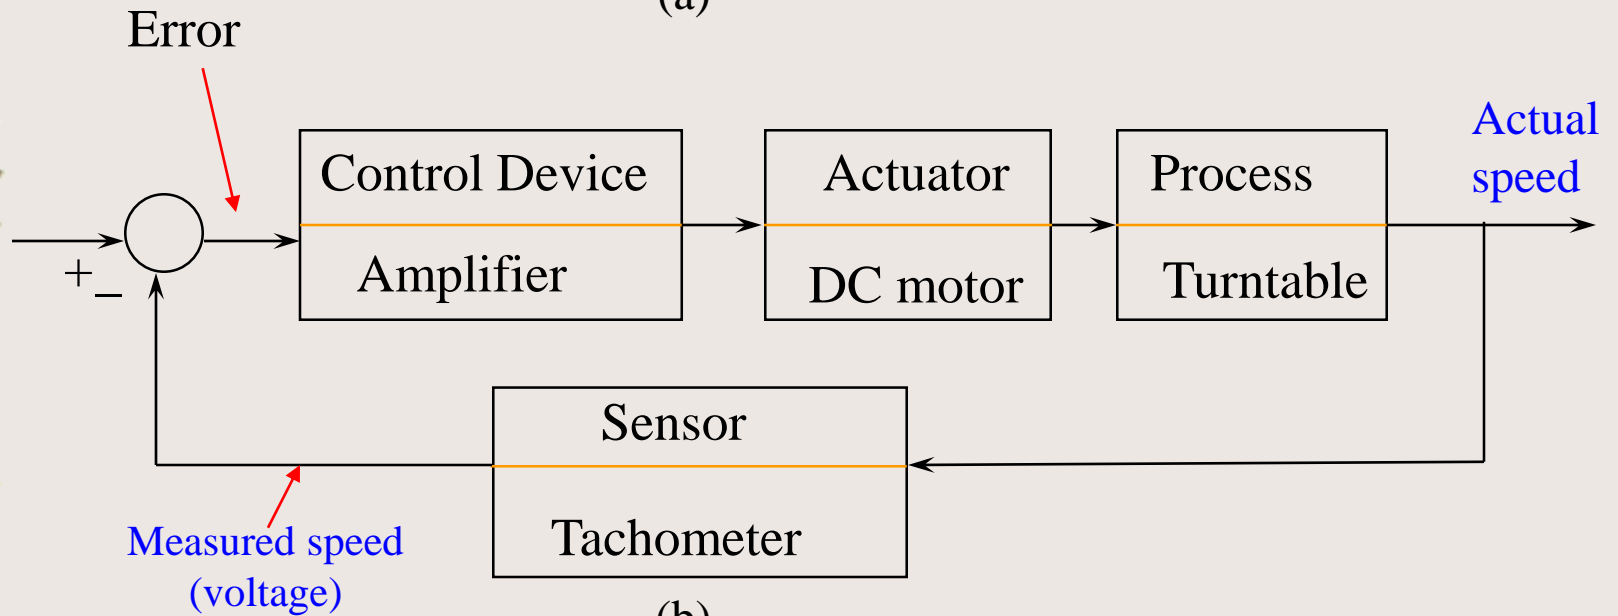 (a)
Error
Actual
speed
Control Device
Actuator
Process
Amplifier
DC motor
Turntable
+
−
Sensor
Tachometer
Measured speed
(voltage)
(b)